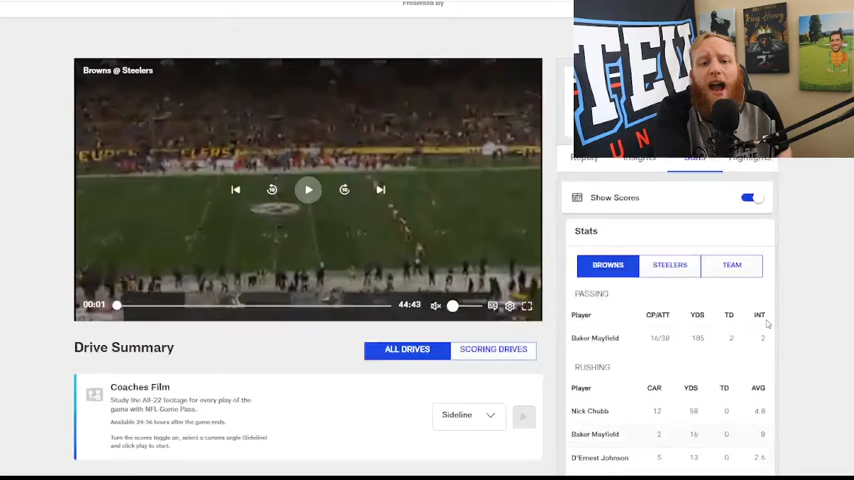 Presented By
Browns @ Steelers
00:01
44:43
Drive Summary
ALL DRIVES
SCORING DRIVES
Coaches Film
Study the All-22 footage for every play of the
game with NFL Game Pass.
Available 24-36 hours after the game ends.
Turn the scores toggle on, select a camera angle (Sideline)
and click play to start.
Sideline
TEU
UN
Replay Insights Stats Highlights
Show Scores
Stats
BROWNS STEELERS TEAM
PASSING
Player CP/ATT YDS TD INT
Baker Mayfield 16/38 185 2 2
RUSHING
Player CAR YDS TD AVG
Nick Chubb 12 58 0 4.8
Baker Mayfield 2 16 0 8
D'Ernest Johnson 5 13 0 2.6